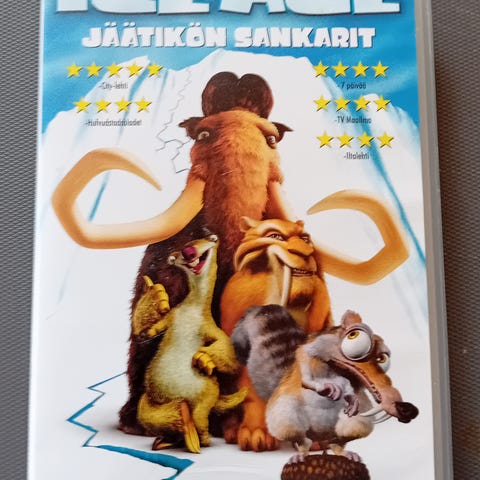 ICE AGE
JÄÄTIKÖN SANKARIT
-City-lehti
-Hufvudstadsbladet
-7 päivää
-TV Maailma
-Iltalehti